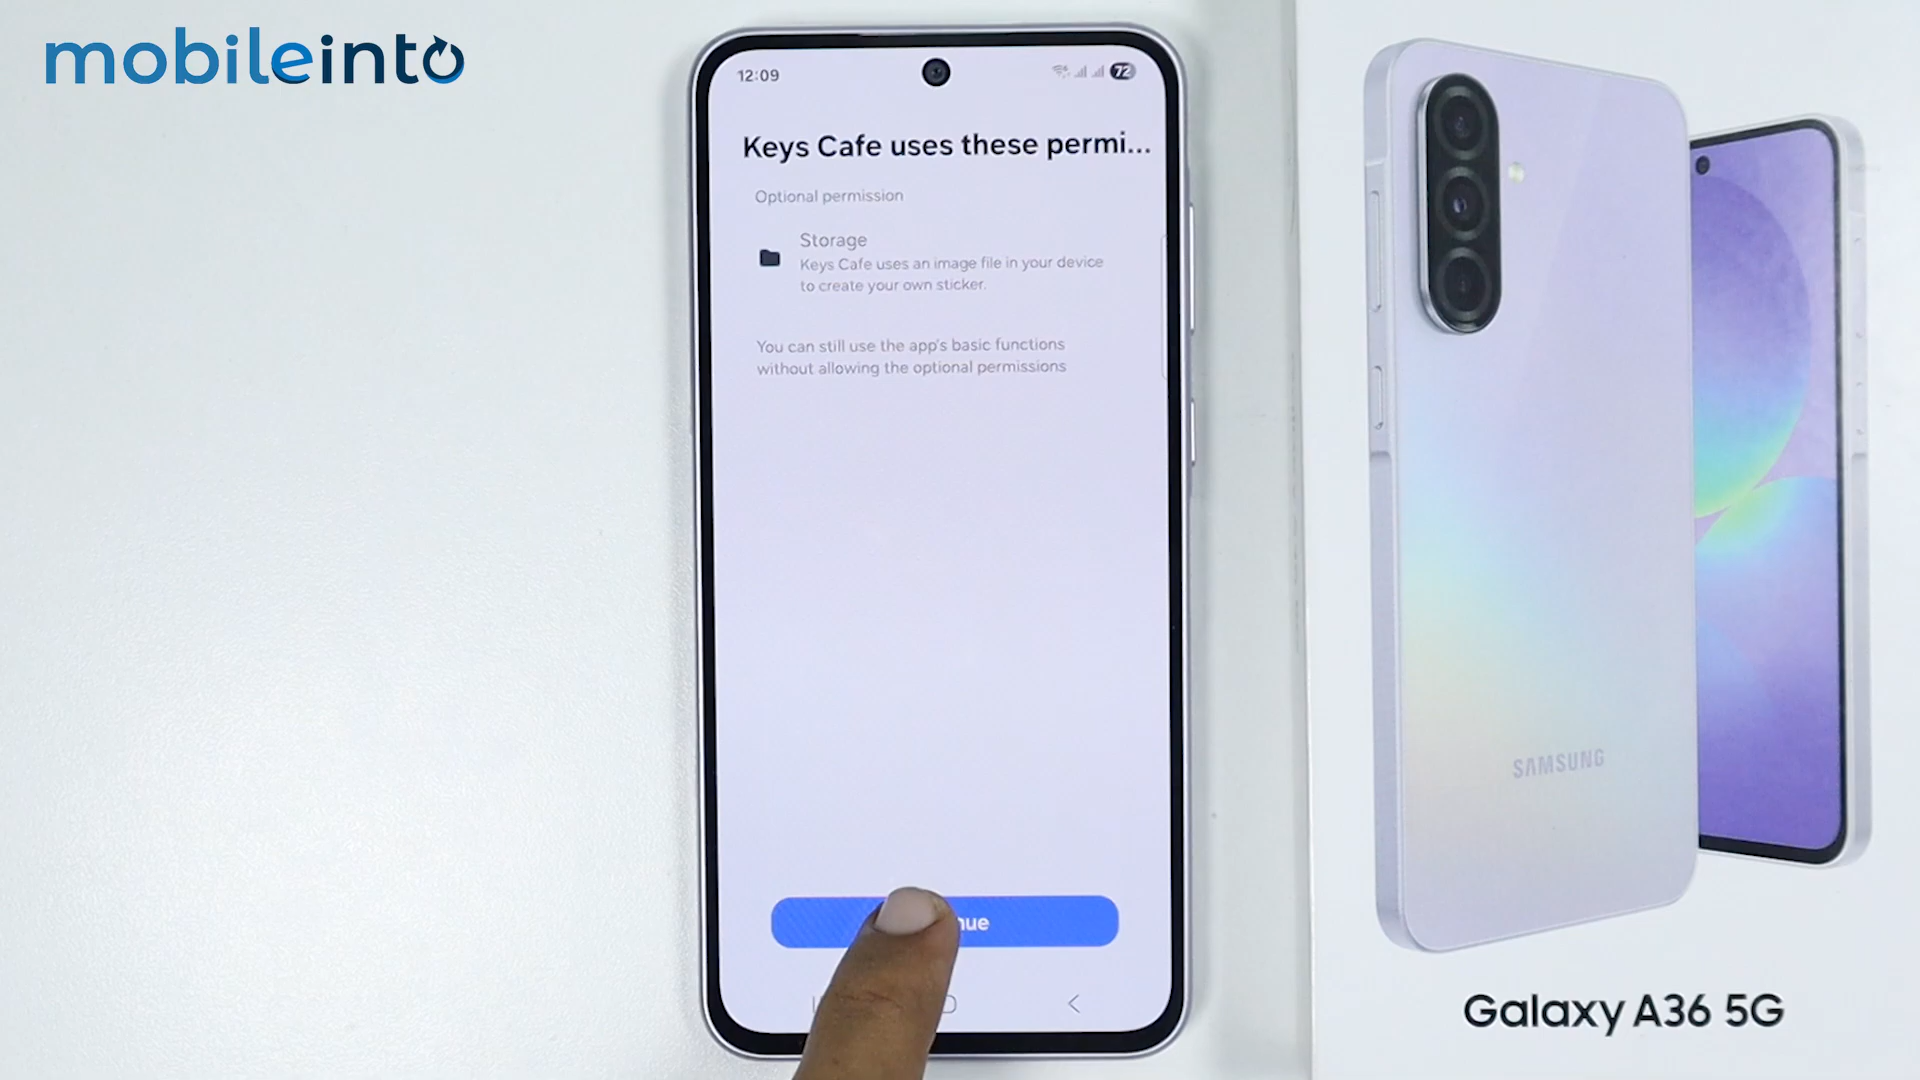 mobileinto
12:09
72
Keys Cafe uses these permi...
Optional permission
Storage
Keys Cafe uses an image file in your device
to create your own sticker.
You can still use the app's basic functions
without allowing the optional permissions
nue
SAMSUNG
Galaxy A36 5G